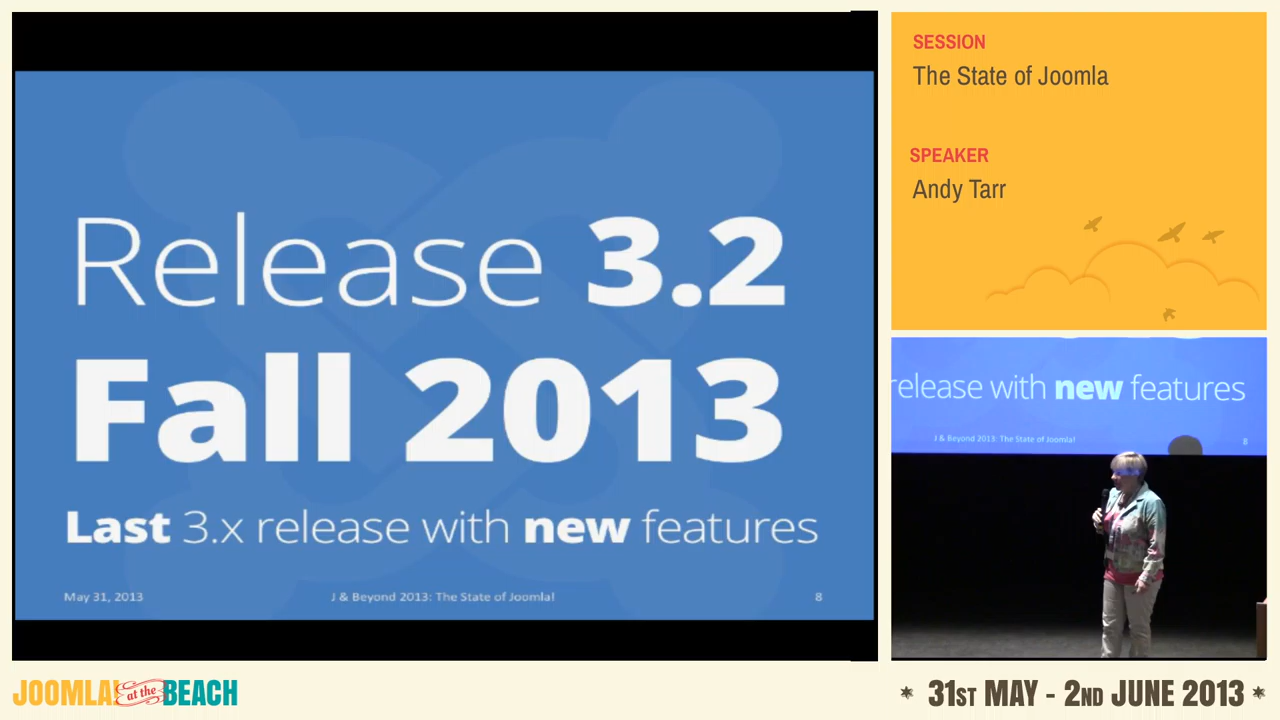 Release 3.2
Fall 2013
Last 3.x release with new features
May 31, 2013
J & Beyond 2013: The State of Joomla!
8
SESSION
The State of Joomla
SPEAKER
Andy Tarr
release with new features
J & Beyond 2013: The State of Joomla!
8
JOOMLA! at the BEACH
* 31ST MAY - 2ND JUNE 2013 *